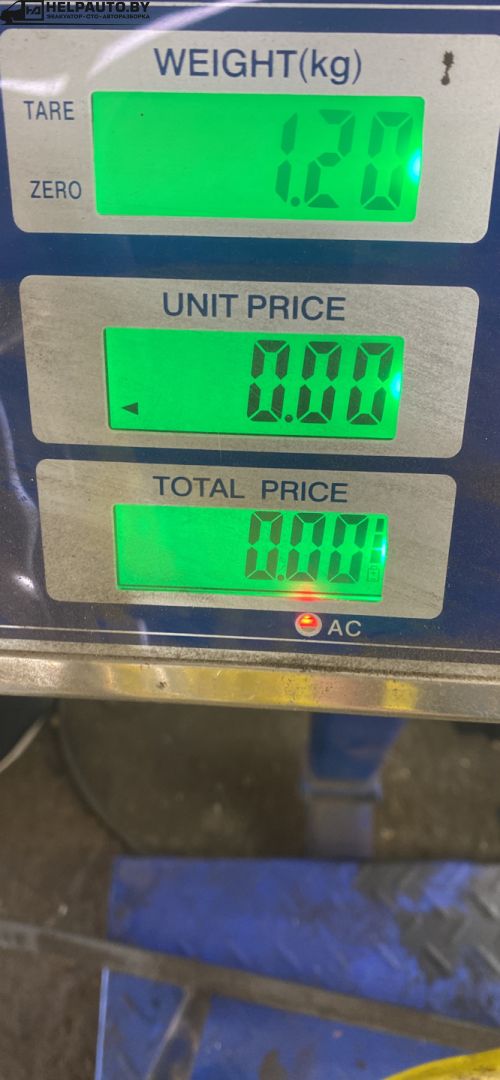 HELPAUTO.BY
ЭВАКУАТОР•СТО•АВТОРАЗБОРКА
WEIGHT(kg)
TARE
1.20
ZERO
UNIT PRICE
0.00
TOTAL PRICE
0.00
AC